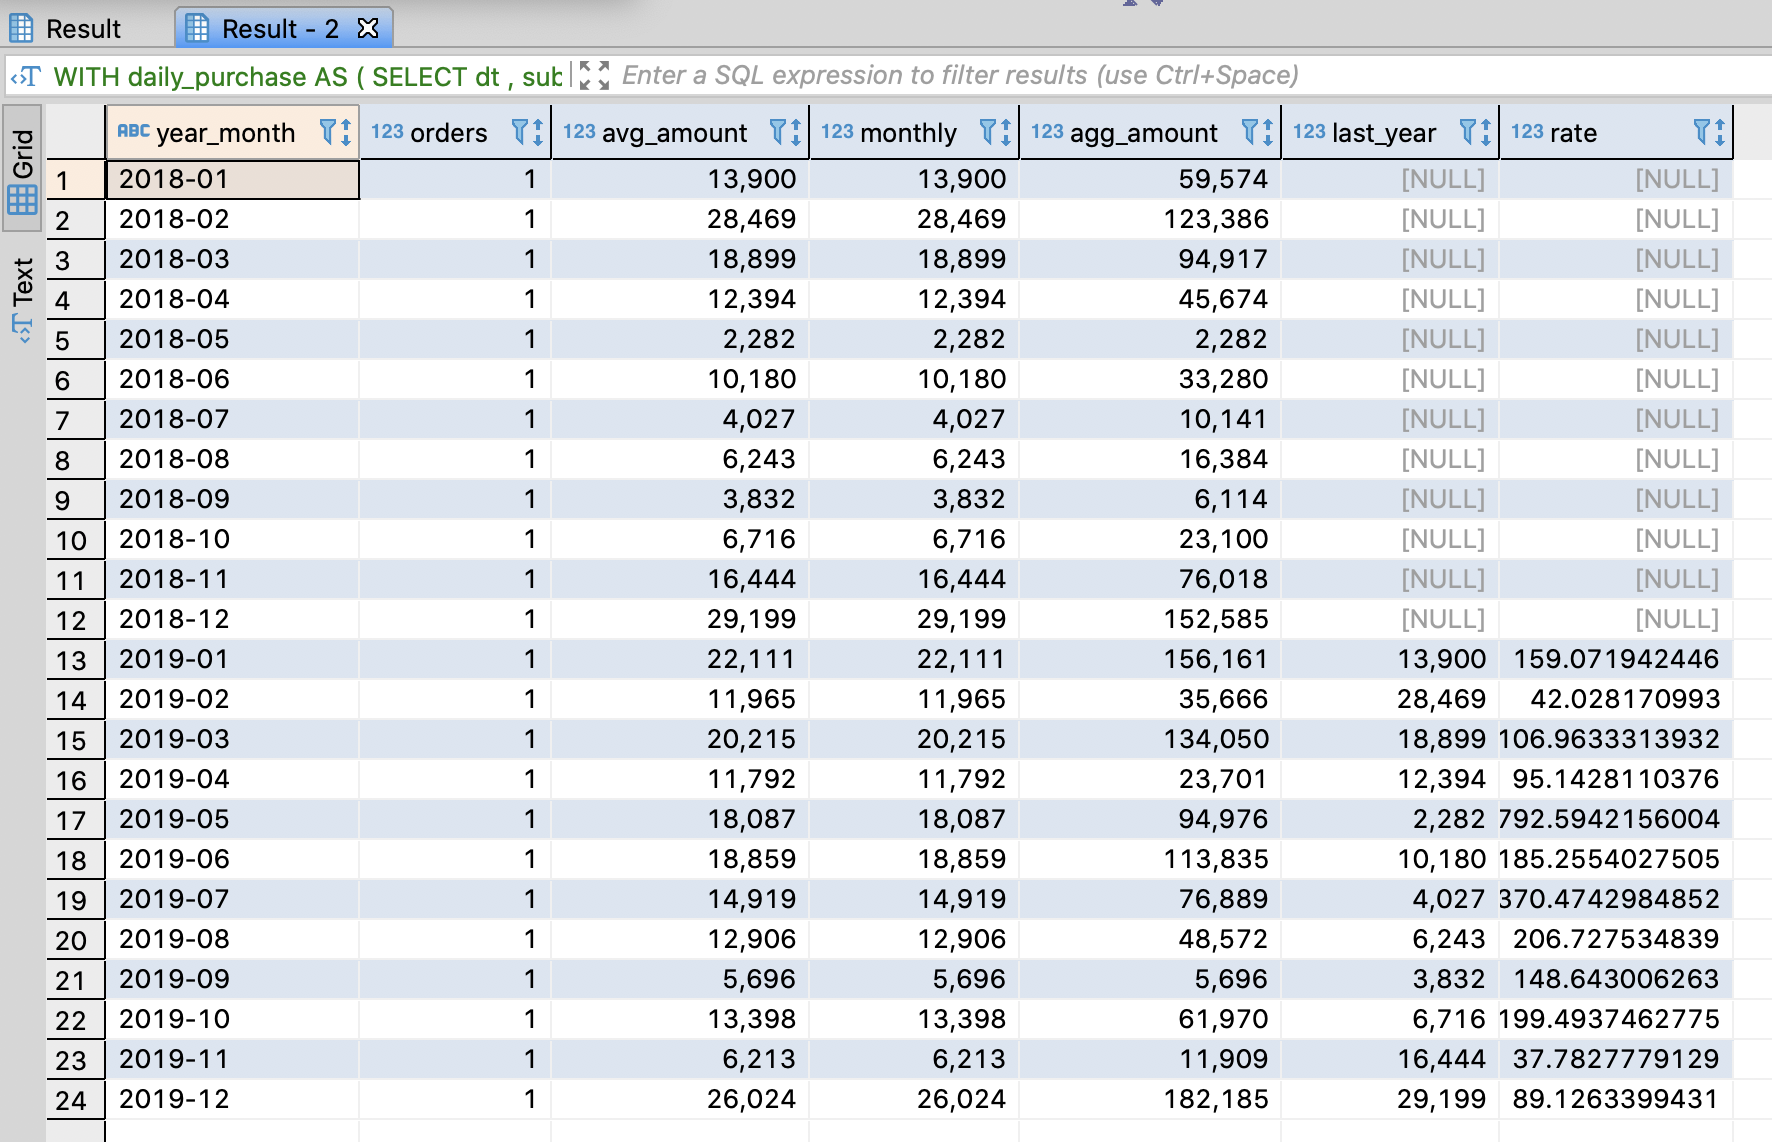 Result
Result - 2
WITH daily_purchase AS ( SELECT dt , sub
Enter a SQL expression to filter results (use Ctrl+Space)
Grid
Text
ABC year_month 123 orders 123 avg_amount 123 monthly 123 agg_amount 123 last_year 123 rate
1 2018-01 1 13,900 13,900 59,574 [NULL] [NULL]
2 2018-02 1 28,469 28,469 123,386 [NULL] [NULL]
3 2018-03 1 18,899 18,899 94,917 [NULL] [NULL]
4 2018-04 1 12,394 12,394 45,674 [NULL] [NULL]
5 2018-05 1 2,282 2,282 2,282 [NULL] [NULL]
6 2018-06 1 10,180 10,180 33,280 [NULL] [NULL]
7 2018-07 1 4,027 4,027 10,141 [NULL] [NULL]
8 2018-08 1 6,243 6,243 16,384 [NULL] [NULL]
9 2018-09 1 3,832 3,832 6,114 [NULL] [NULL]
10 2018-10 1 6,716 6,716 23,100 [NULL] [NULL]
11 2018-11 1 16,444 16,444 76,018 [NULL] [NULL]
12 2018-12 1 29,199 29,199 152,585 [NULL] [NULL]
13 2019-01 1 22,111 22,111 156,161 13,900 159.071942446
14 2019-02 1 11,965 11,965 35,666 28,469 42.028170993
15 2019-03 1 20,215 20,215 134,050 18,899 106.9633313932
16 2019-04 1 11,792 11,792 23,701 12,394 95.1428110376
17 2019-05 1 18,087 18,087 94,976 2,282 792.5942156004
18 2019-06 1 18,859 18,859 113,835 10,180 185.2554027505
19 2019-07 1 14,919 14,919 76,889 4,027 370.4742984852
20 2019-08 1 12,906 12,906 48,572 6,243 206.727534839
21 2019-09 1 5,696 5,696 5,696 3,832 148.643006263
22 2019-10 1 13,398 13,398 61,970 6,716 199.4937462775
23 2019-11 1 6,213 6,213 11,909 16,444 37.7827779129
24 2019-12 1 26,024 26,024 182,185 29,199 89.1263399431